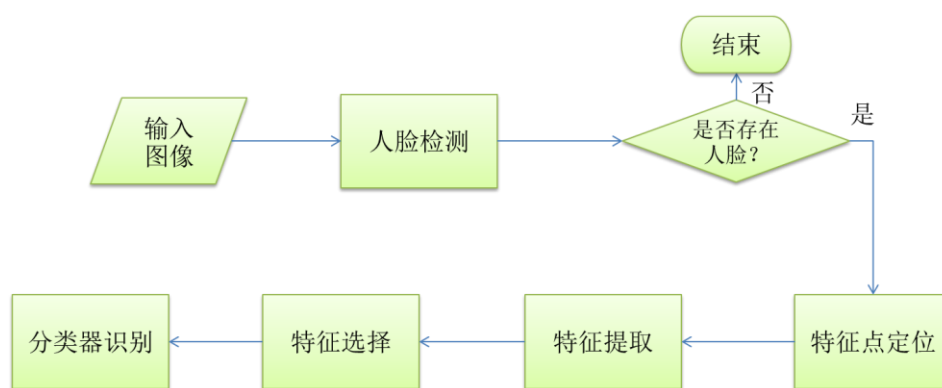 结束
否
是
输入
图像
人脸检测
是否存在
人脸？
分类器识别
特征选择
特征提取
特征点定位